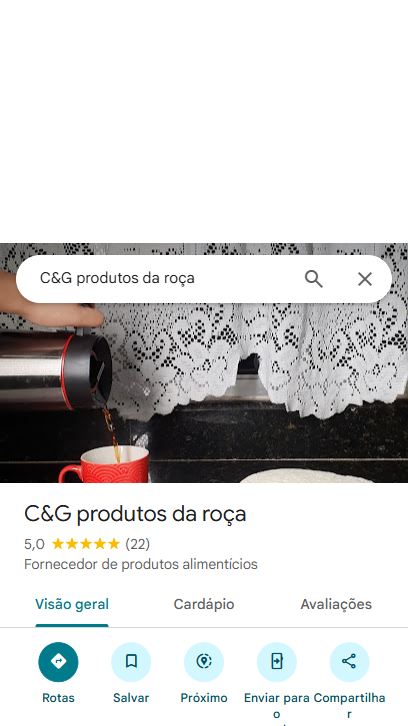 C&G produtos da roça
C&G produtos da roça
5,0 (22)
Fornecedor de produtos alimentícios
Visão geral Cardápio Avaliações
Rotas Salvar Próximo Enviar para o Compartilhar